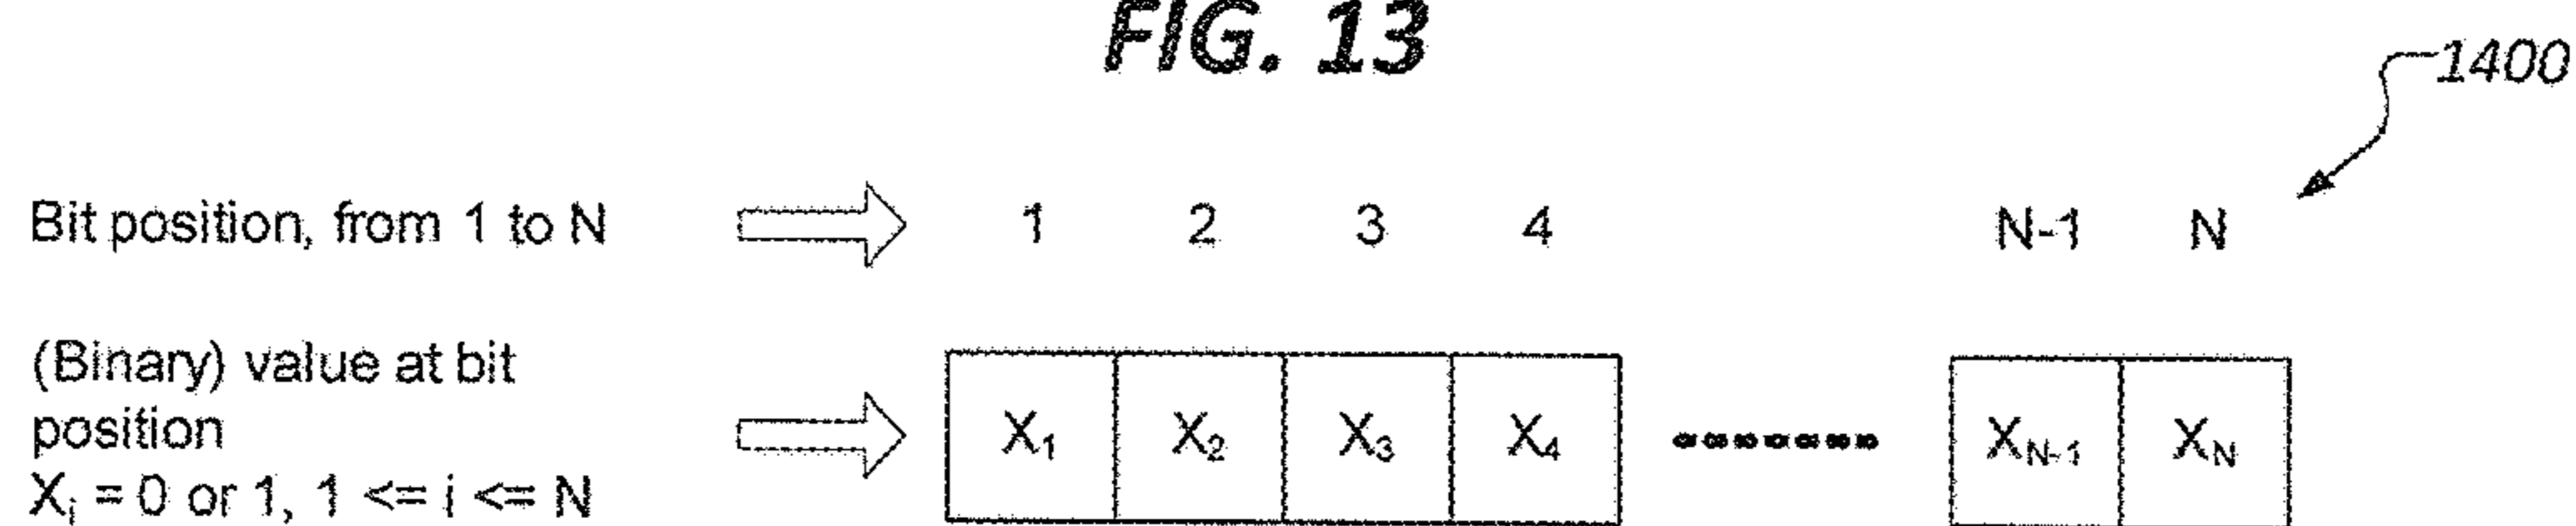 FIG. 13
1400
Bit position, from 1 to N 1 2 3 4 N-1 N
(Binary) value at bit
position
X₁ X₂ X₃ X₄ X_N-1 X_N
X_i = 0 or 1, 1 <= i <= N